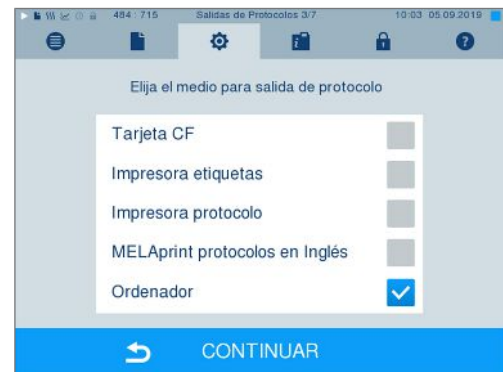 484 : 715 Salidas de Protocolos 3/7 10:03 05.09.2019
Elija el medio para salida de protocolo
Tarjeta CF
Impresora etiquetas
Impresora protocolo
MELAprint protocolos en Inglés
Ordenador
CONTINUAR